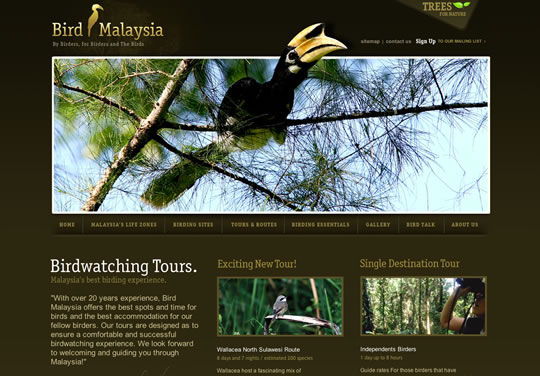 TREES
FOR NATURE
Bird Malaysia
By Birders, for Birders and The Birds
sitemap | contact us Sign Up TO OUR MAILING LIST ›
HOME MALAYSIA'S LIFE ZONES BIRDING SITES TOURS & ROUTES BIRDING ESSENTIALS GALLERY BIRD TALK ABOUT US
Birdwatching Tours.
Malaysia's best birding experience.
"With over 20 years experience, Bird
Malaysia offers the best spots and time for
birds and the best accommodation for our
fellow birders. Our tours are designed as to
ensure a comfortable and successful
birdwatching experience. We look forward
to welcoming and guiding you through
Malaysia!"
Exciting New Tour!
Wallacea North Sulawesi Route
8 days and 7 nights / estimated 100 species
Wallacea host a fascinating mix of
Single Destination Tour
Independents Birders
1 day up to 8 hours
Guide rates For those birders that have